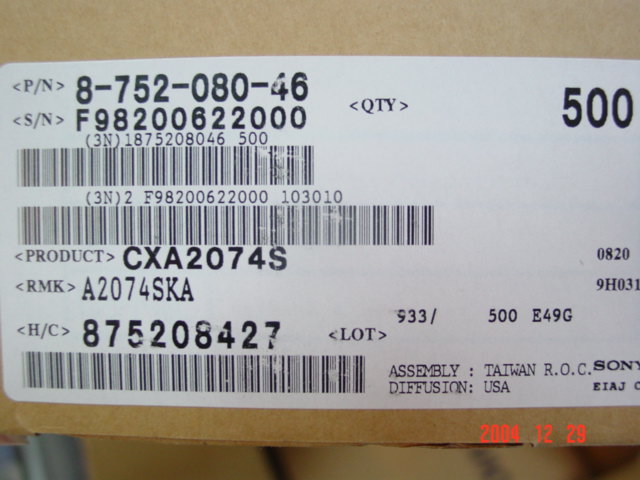 <P/N> 8-752-080-46 <QTY> 500
<S/N> F98200622000
(3N)1875208046 500
(3N)2 F98200622000 103010
<PRODUCT> CXA2074S 0820
<RMK> A2074SKA 9H031
933/ 500 E49G
<H/C> 875208427 <LOT>
ASSEMBLY : TAIWAN R.O.C. SONY
DIFFUSION: USA EIAJ C
2004 12 29